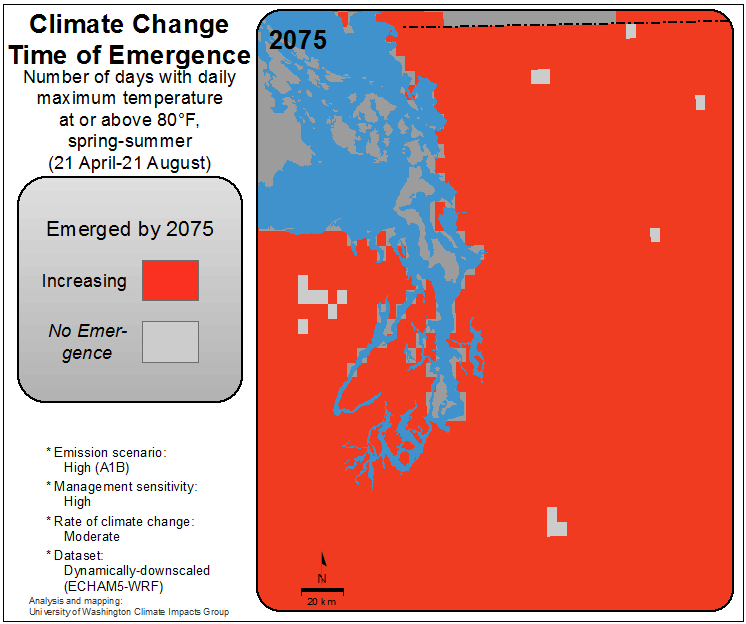 Climate Change
Time of Emergence
Number of days with daily
maximum temperature
at or above 80°F,
spring-summer
(21 April-21 August)
Emerged by 2075
Increasing
No Emer-
gence
* Emission scenario:
High (A1B)
* Management sensitivity:
High
* Rate of climate change:
Moderate
* Dataset:
Dynamically-downscaled
(ECHAM5-WRF)
Analysis and mapping:
University of Washington Climate Impacts Group
2075
N
20 km